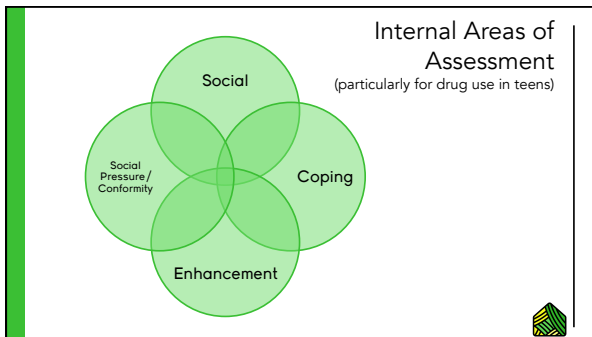 Internal Areas of
Assessment
(particularly for drug use in teens)
Social
Social
Pressure/
Conformity
Coping
Enhancement